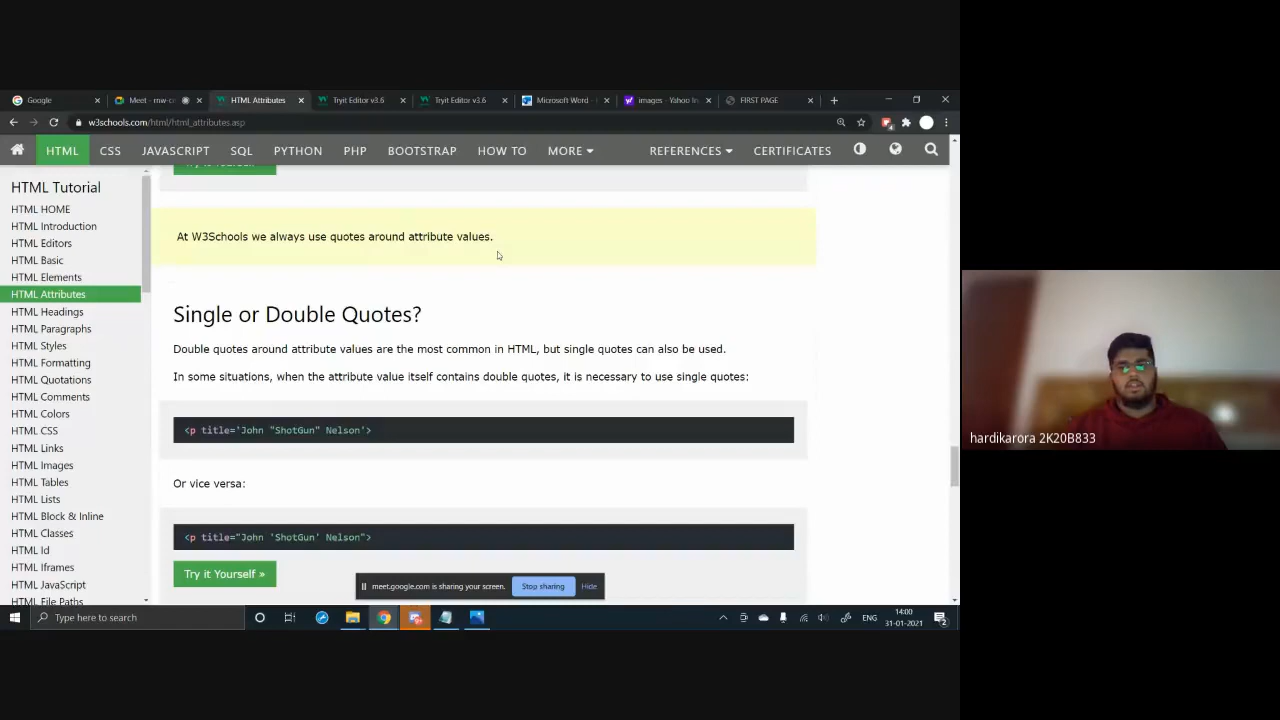 Google
Meet - mw-c
HTML Attributes
Tryit Editor v3.6
Tryit Editor v3.6
Microsoft Word -
images - Yahoo In
FIRST PAGE
w3schools.com/html/html_attributes.asp
HTML
CSS
JAVASCRIPT
SQL
PYTHON
PHP
BOOTSTRAP
HOW TO
MORE
REFERENCES
CERTIFICATES
HTML Tutorial
HTML HOME
HTML Introduction
HTML Editors
HTML Basic
HTML Elements
HTML Attributes
HTML Headings
HTML Paragraphs
HTML Styles
HTML Formatting
HTML Quotations
HTML Comments
HTML Colors
HTML CSS
HTML Links
HTML Images
HTML Tables
HTML Lists
HTML Block & Inline
HTML Classes
HTML Id
HTML Iframes
HTML JavaScript
HTML File Paths
At W3Schools we always use quotes around attribute values.
Single or Double Quotes?
Double quotes around attribute values are the most common in HTML, but single quotes can also be used.
In some situations, when the attribute value itself contains double quotes, it is necessary to use single quotes:
<p title='John "ShotGun" Nelson'>
Or vice versa:
<p title="John 'ShotGun' Nelson">
Try it Yourself »
meet.google.com is sharing your screen.
Stop sharing
Hide
hardikarora 2K20B833
Type here to search
ENG
14:00
31-01-2021